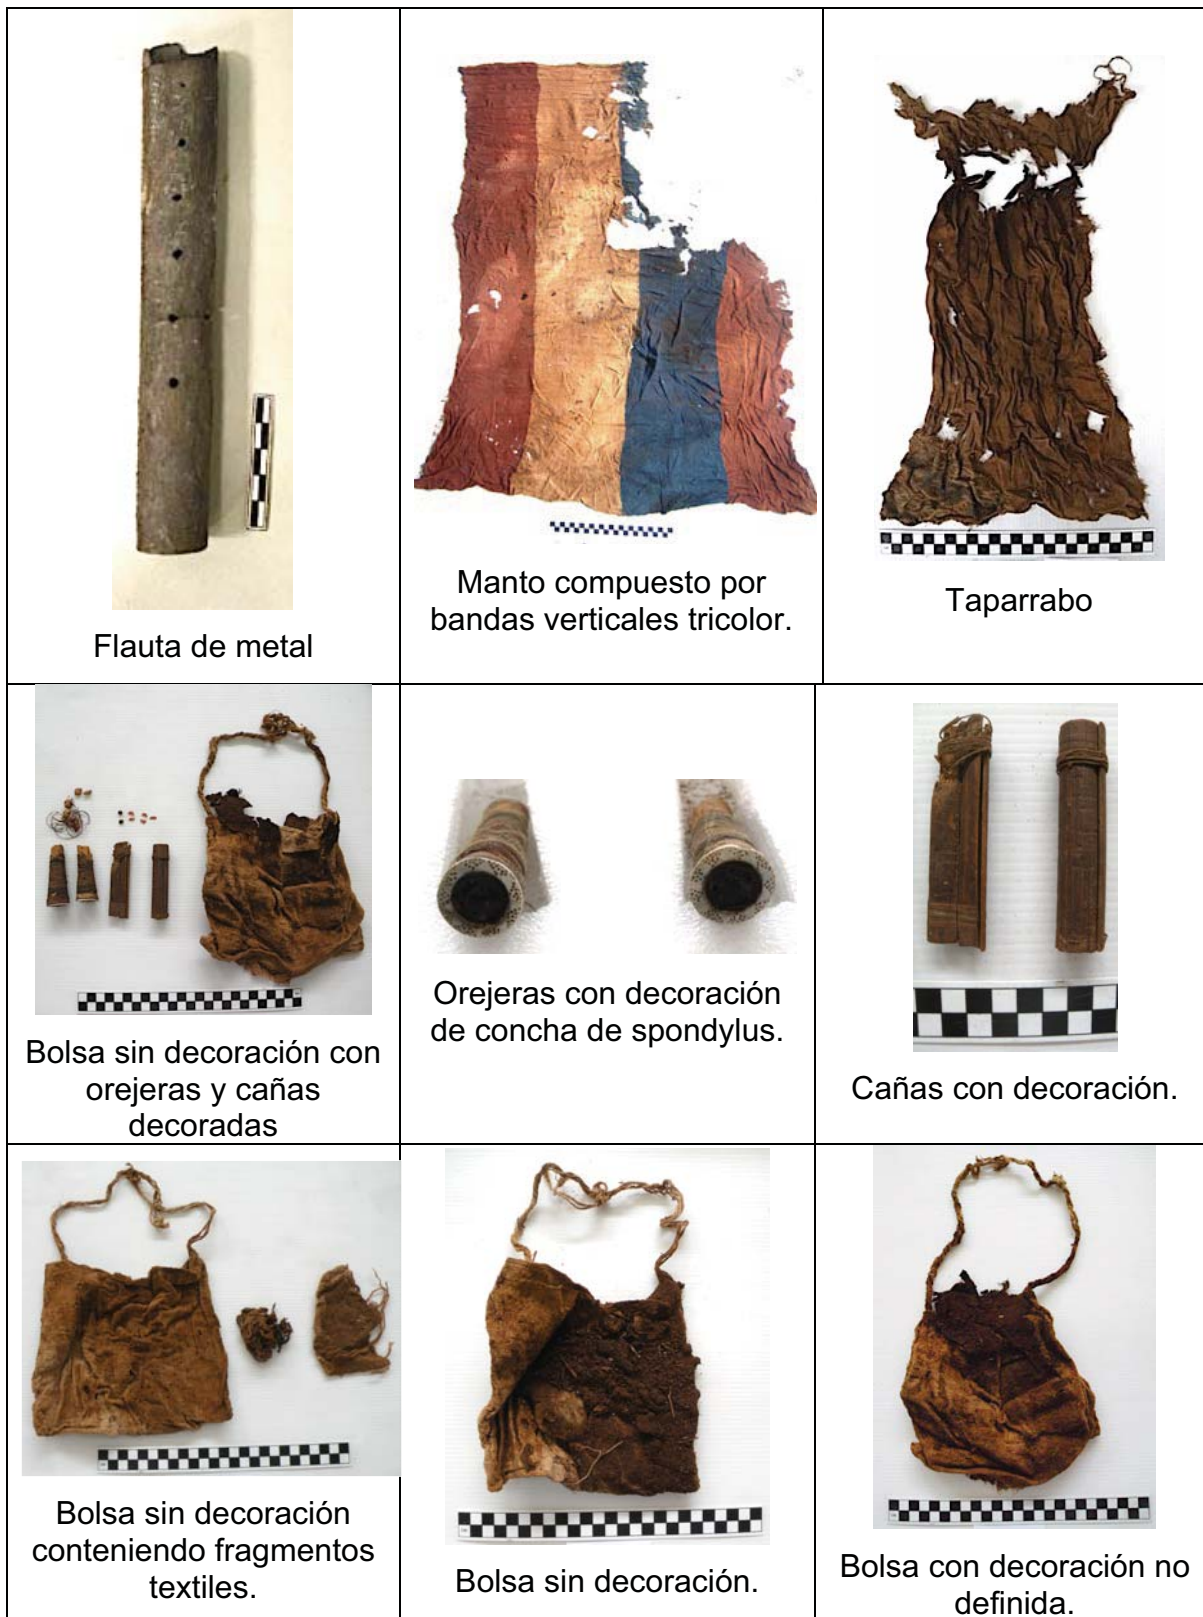 Flauta de metal
Manto compuesto por
bandas verticales tricolor.
Taparrabo
Bolsa sin decoración con
orejeras y cañas
decoradas
Orejeras con decoración
de concha de spondylus.
Cañas con decoración.
Bolsa sin decoración
conteniendo fragmentos
textiles.
Bolsa sin decoración.
Bolsa con decoración no
definida.